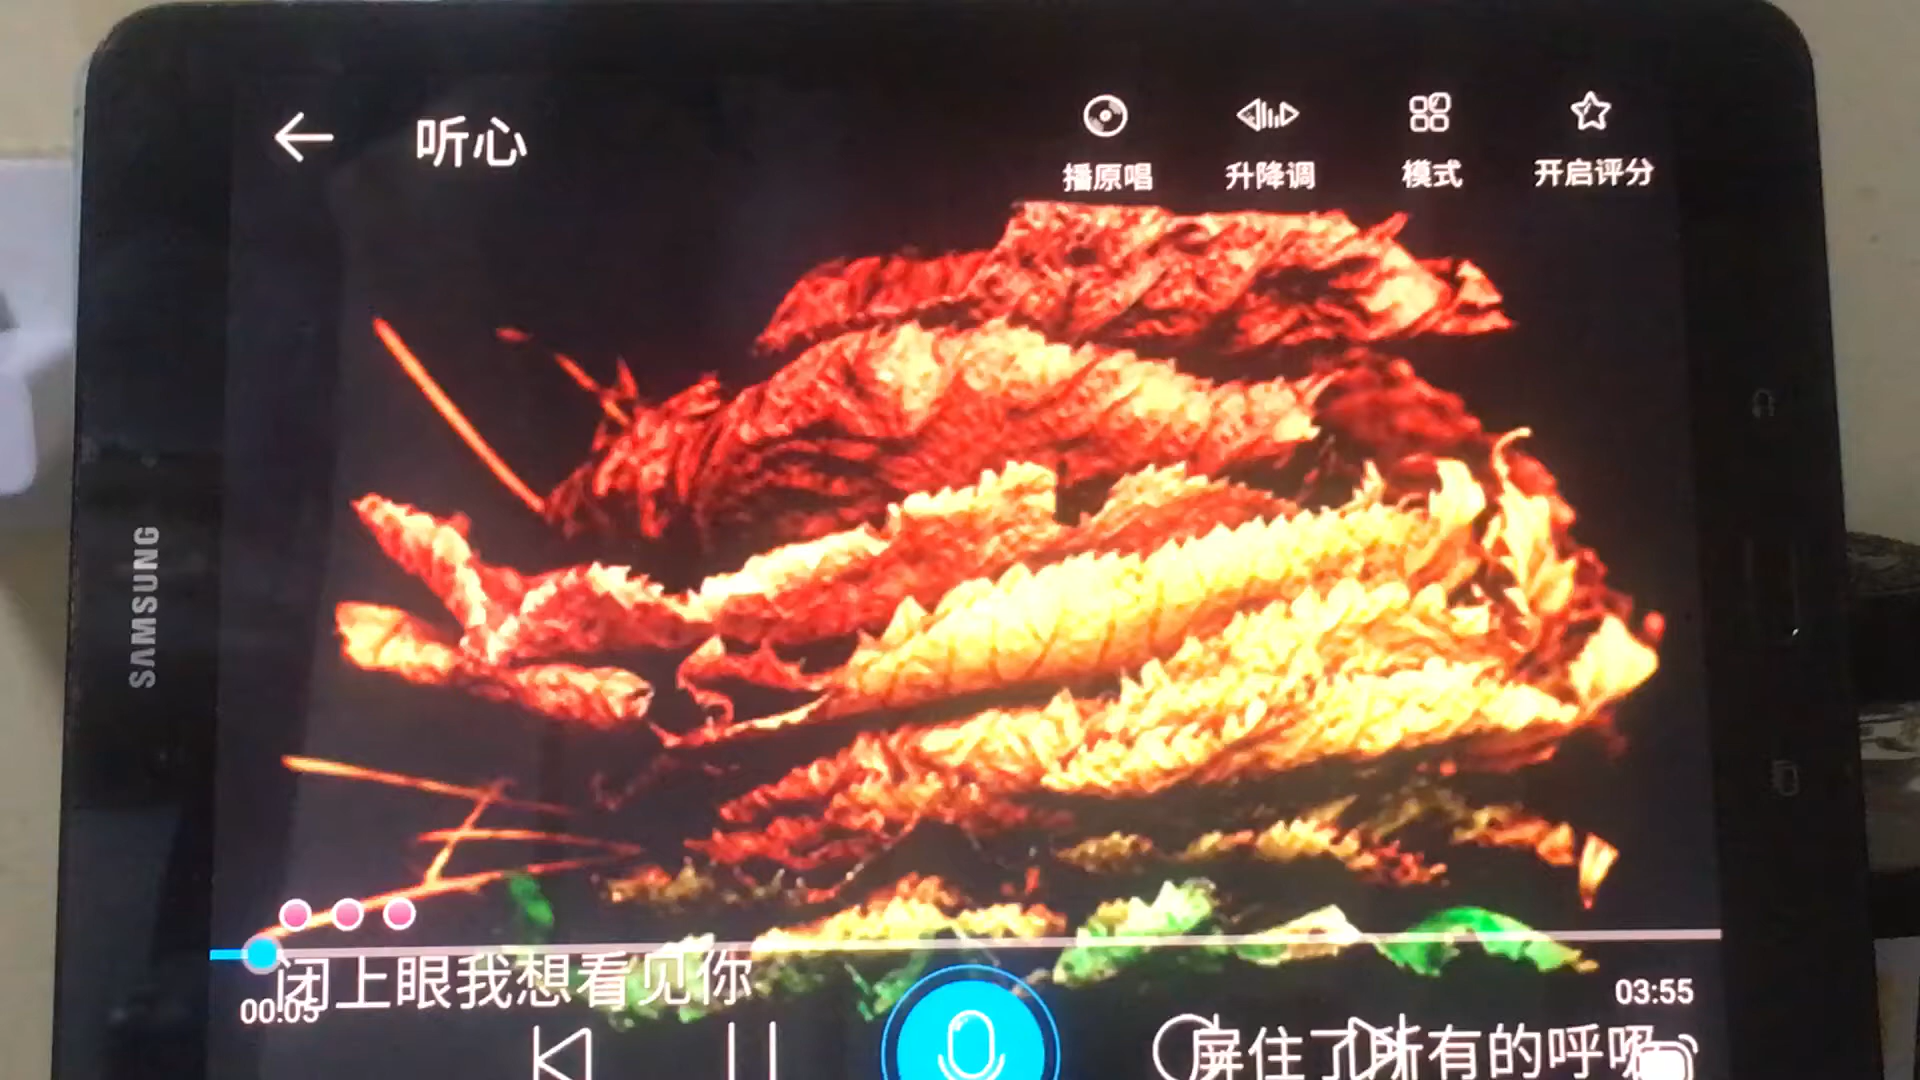 听心
播原唱
升降调
模式
开启评分
SAMSUNG
闭上眼我想看见你
00:05
03:55
屏住了所有的呼吸